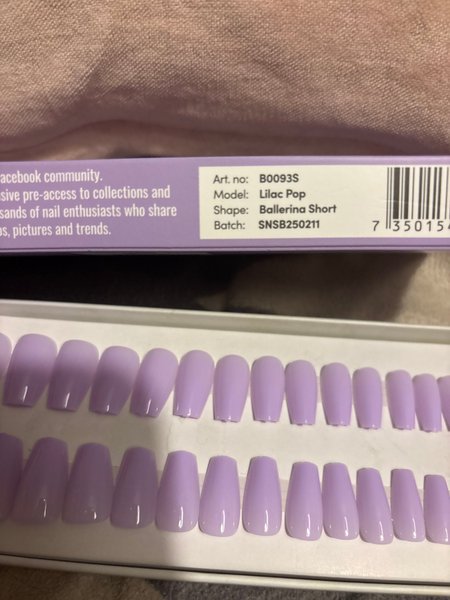 acebook community.
sive pre-access to collections and
sands of nail enthusiasts who share
s, pictures and trends.
Art. no: B0093S
Model: Lilac Pop
Shape: Ballerina Short
Batch: SNSB250211
7 350154